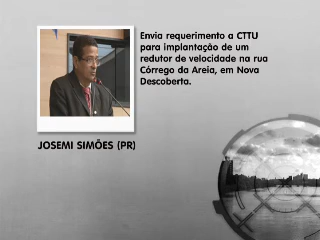 Envia requerimento a CTTU
para implantação de um
redutor de velocidade na rua
Córrego da Areia, em Nova
Descoberta.
JOSEMI SIMÕES (PR)